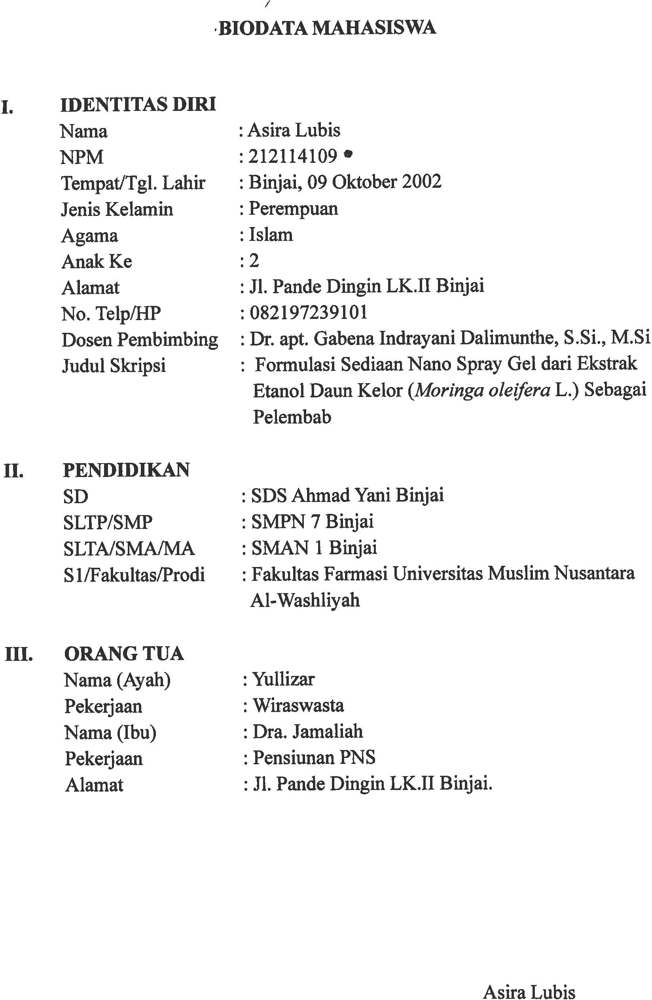 BIODATA MAHASISWA
I. IDENTITAS DIRI
Nama : Asira Lubis
NPM : 212114109
Tempat/Tgl. Lahir : Binjai, 09 Oktober 2002
Jenis Kelamin : Perempuan
Agama : Islam
Anak Ke : 2
Alamat : Jl. Pande Dingin LK.II Binjai
No. Telp/HP : 082197239101
Dosen Pembimbing : Dr. apt. Gabena Indrayani Dalimunthe, S.Si., M.Si
Judul Skripsi : Formulasi Sediaan Nano Spray Gel dari Ekstrak
Etanol Daun Kelor (Moringa oleifera L.) Sebagai
Pelembab
II. PENDIDIKAN
SD : SDS Ahmad Yani Binjai
SLTP/SMP : SMPN 7 Binjai
SLTA/SMA/MA : SMAN 1 Binjai
S1/Fakultas/Prodi : Fakultas Farmasi Universitas Muslim Nusantara
Al-Washliyah
III. ORANG TUA
Nama (Ayah) : Yullizar
Pekerjaan : Wiraswasta
Nama (Ibu) : Dra. Jamaliah
Pekerjaan : Pensiunan PNS
Alamat : Jl. Pande Dingin LK.II Binjai.
Asira Lubis